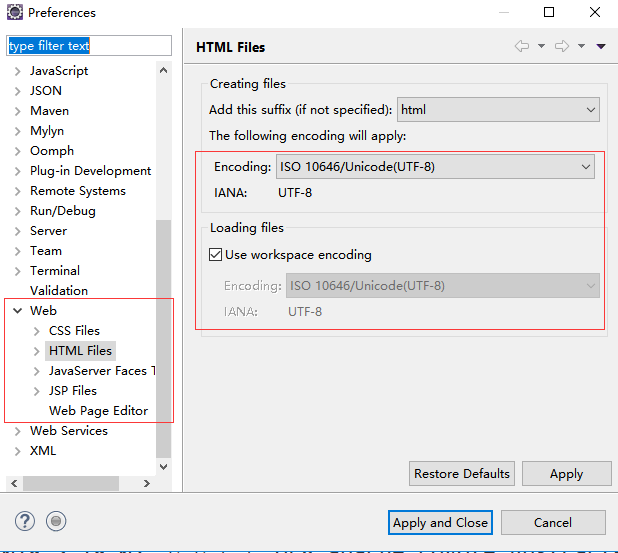 Preferences
type filter text
JavaScript
JSON
Maven
Mylyn
Oomph
Plug-in Development
Remote Systems
Run/Debug
Server
Team
Terminal
Validation
Web
CSS Files
HTML Files
JavaServer Faces T
JSP Files
Web Page Editor
Web Services
XML
HTML Files
Creating files
Add this suffix (if not specified): html
The following encoding will apply:
Encoding: ISO 10646/Unicode(UTF-8)
IANA: UTF-8
Loading files
Use workspace encoding
Encoding: ISO 10646/Unicode(UTF-8)
IANA: UTF-8
Restore Defaults
Apply
Apply and Close
Cancel